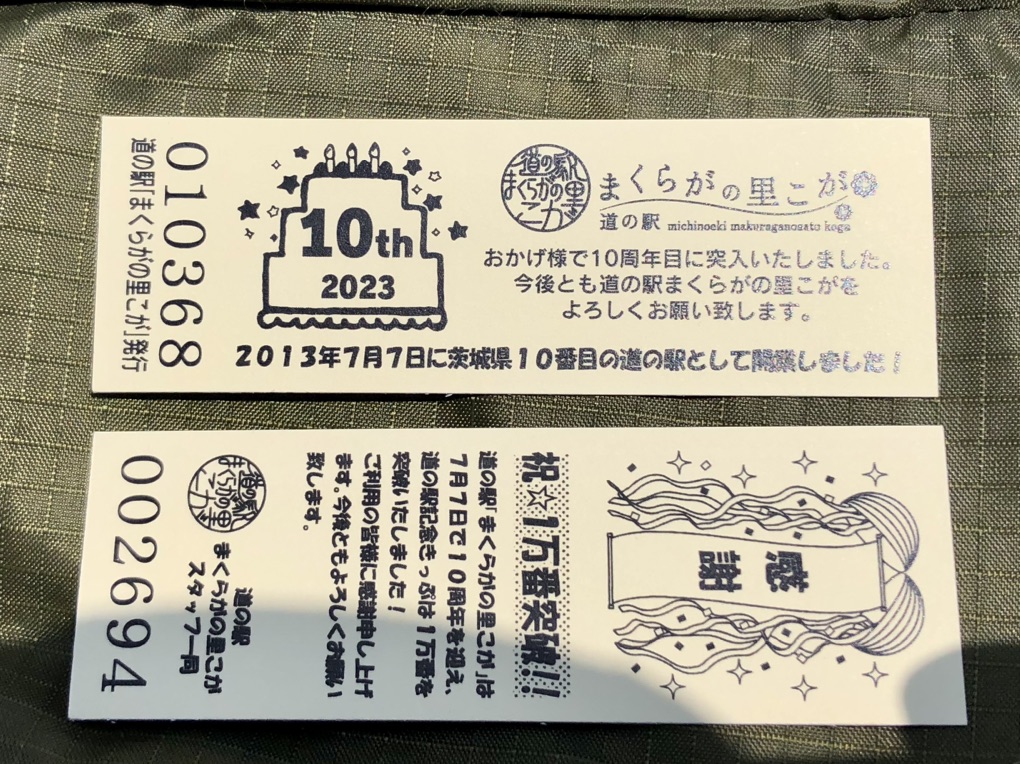 010368
道の駅「まくらがの里こが」発行
10th
2023
道の駅
まくらがの里
こが
まくらがの里こが
道の駅 michinoeki makuraganosato koga
おかげ様で10周年目に突入いたしました。
今後とも道の駅まくらがの里こがを
よろしくお願い致します。
2013年7月7日に茨城県10番目の道の駅として開業しました!
感謝
祝☆1万番突破!!
道の駅「まくらがの里こが」は
7月7日で10周年を迎え、
道の駅記念きっぷは1万番を
突破いたしました!
ご利用の皆様に感謝申し上げ
ます。今後ともよろしくお願い
致します。
道の駅
まくらがの里こが
スタッフ一同
道の駅
まくらがの里
こが
002694